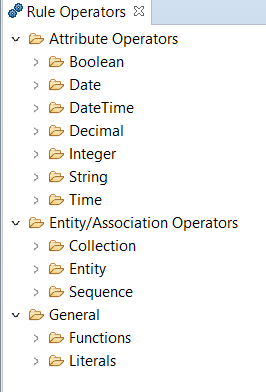 Rule Operators
Attribute Operators
Boolean
Date
DateTime
Decimal
Integer
String
Time
Entity/Association Operators
Collection
Entity
Sequence
General
Functions
Literals